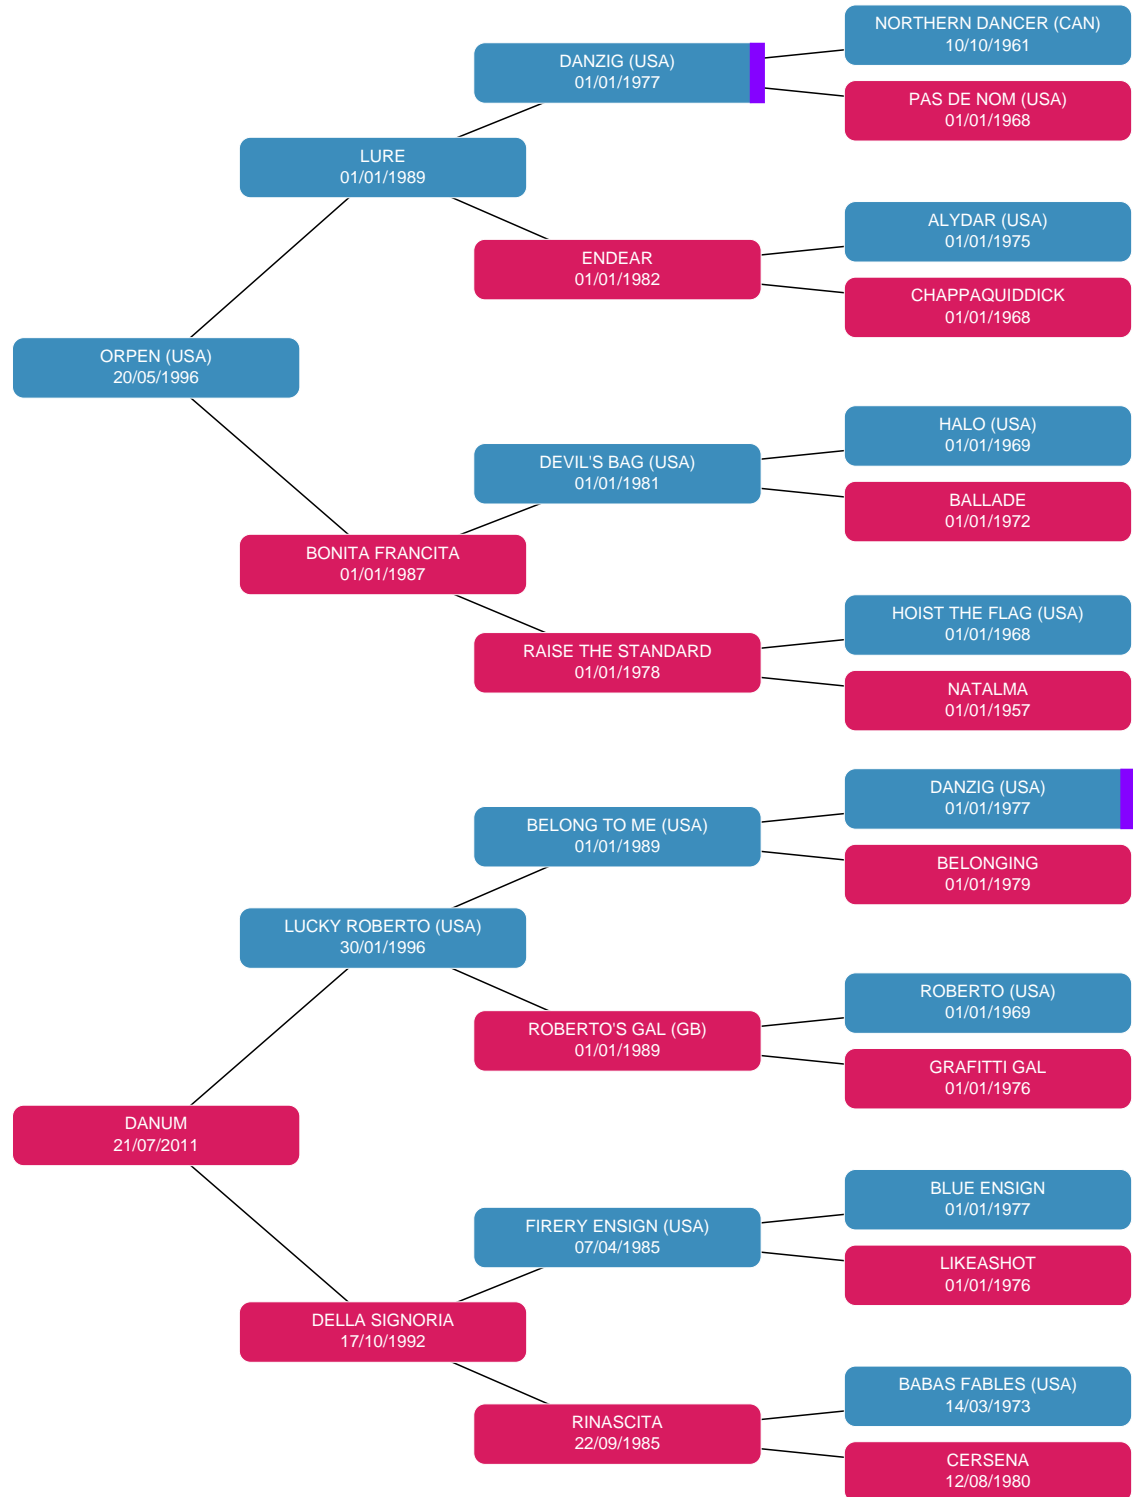 NORTHERN DANCER (CAN)
10/10/1961
DANZIG (USA)
01/01/1977
PAS DE NOM (USA)
01/01/1968
LURE
01/01/1989
ALYDAR (USA)
01/01/1975
ENDEAR
01/01/1982
CHAPPAQUIDDICK
01/01/1968
ORPEN (USA)
20/05/1996
HALO (USA)
01/01/1969
DEVIL'S BAG (USA)
01/01/1981
BALLADE
01/01/1972
BONITA FRANCITA
01/01/1987
HOIST THE FLAG (USA)
01/01/1968
RAISE THE STANDARD
01/01/1978
NATALMA
01/01/1957
DANZIG (USA)
01/01/1977
BELONG TO ME (USA)
01/01/1989
BELONGING
01/01/1979
LUCKY ROBERTO (USA)
30/01/1996
ROBERTO (USA)
01/01/1969
ROBERTO'S GAL (GB)
01/01/1989
GRAFITTI GAL
01/01/1976
DANUM
21/07/2011
BLUE ENSIGN
01/01/1977
FIRERY ENSIGN (USA)
07/04/1985
LIKEASHOT
01/01/1976
DELLA SIGNORIA
17/10/1992
BABAS FABLES (USA)
14/03/1973
RINASCITA
22/09/1985
CERSENA
12/08/1980